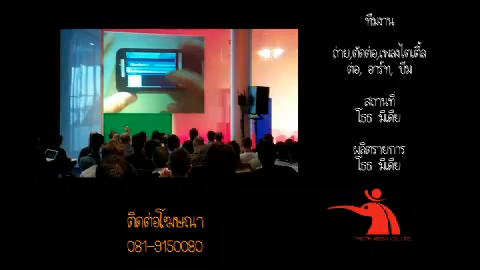 ทีมงาน
ถ่าย,ตัดต่อ,เพลงไตเติ้ล
ต่อ, อาร์ท, บีม
สถานที่
โธธ มีเดีย
ผลิตรายการ
โธธ มีเดีย
ติดต่อโฆษณา
081-9150080